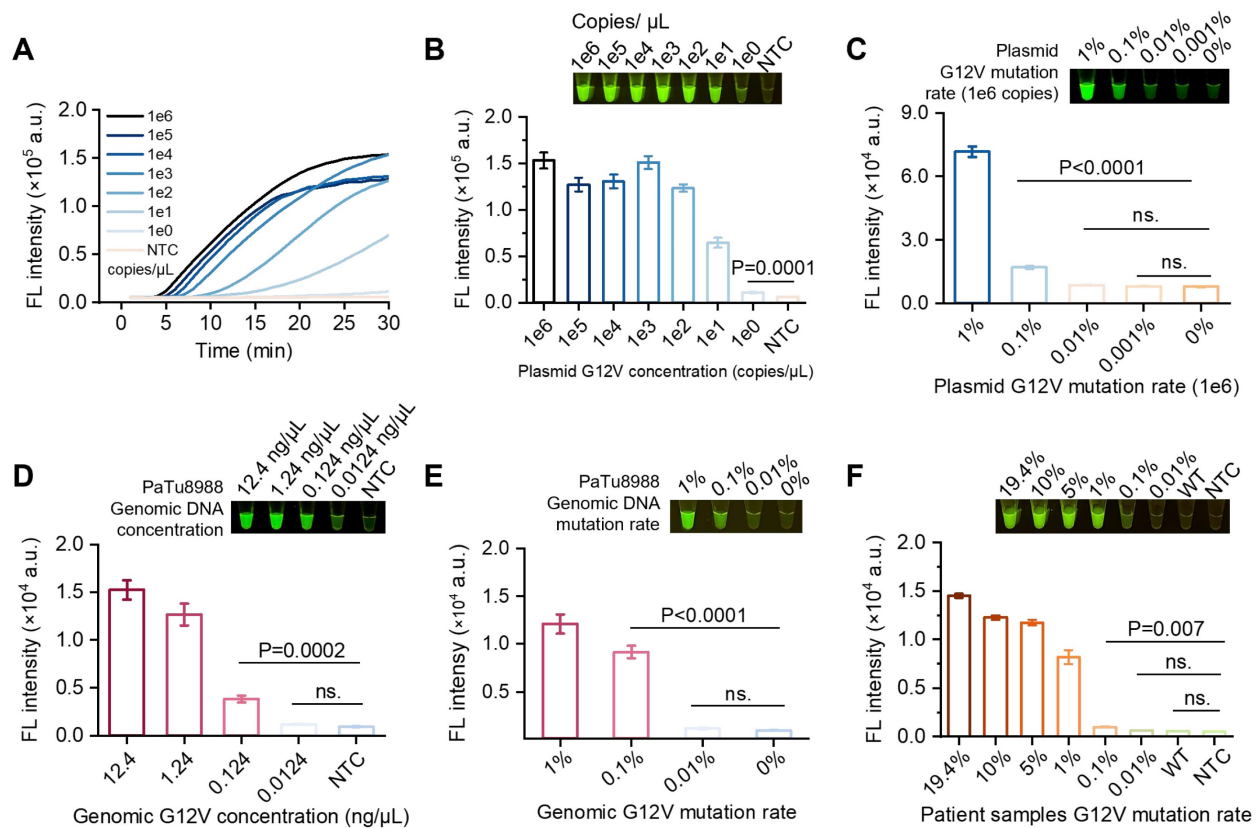 A
FL intensity (×10⁵ a.u.)
2.0
1.5
1.0
0.5
0.0
1e6
1e5
1e4
1e3
1e2
1e1
1e0
NTC
copies/µL
0 5 10 15 20 25 30
Time (min)
B
Copies/ µL
1e6 1e5 1e4 1e3 1e2 1e1 1e0 NTC
FL intensity (×10⁵ a.u.)
2.0
1.5
1.0
0.5
0.0
P=0.0001
1e6 1e5 1e4 1e3 1e2 1e1 1e0 NTC
Plasmid G12V concentration (copies/µL)
C
Plasmid
G12V mutation
rate (1e6 copies)
1% 0.1% 0.01% 0.001% 0%
FL intensity (×10⁴ a.u.)
9.0
6.0
3.0
0.0
P<0.0001
ns.
ns.
1% 0.1% 0.01% 0.001% 0%
Plasmid G12V mutation rate (1e6)
D
PaTu8988
Genomic DNA
concentration
12.4 ng/µL 1.24 ng/µL 0.124 ng/µL 0.0124 ng/µL NTC
FL intensity (×10⁴ a.u.)
2.0
1.5
1.0
0.5
0.0
P=0.0002
ns.
12.4 1.24 0.124 0.0124 NTC
Genomic G12V concentration (ng/µL)
E
PaTu8988
Genomic DNA
mutation rate
1% 0.1% 0.01% 0%
FL intensy (×10⁴ a.u.)
2.0
1.5
1.0
0.5
P<0.0001
ns.
1% 0.1% 0.01% 0%
Genomic G12V mutation rate
F
19.4% 10% 5% 1% 0.1% 0.01% WT NTC
FL intensity (×10⁴ a.u.)
2.0
1.5
1.0
0.5
0.0
P=0.007
ns.
ns.
19.4% 10% 5% 1% 0.1% 0.01% WT NTC
Patient samples G12V mutation rate